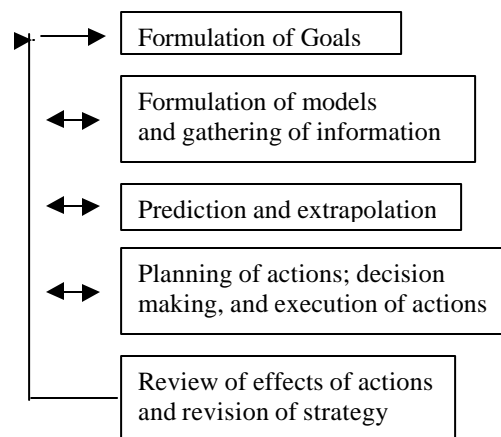 Formulation of Goals
Formulation of models
and gathering of information
Prediction and extrapolation
Planning of actions; decision
making, and execution of actions
Review of effects of actions
and revision of strategy